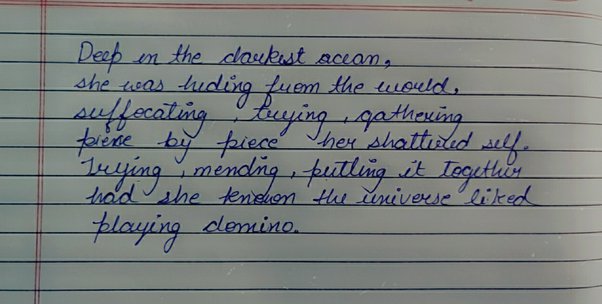 Deep in the darkest ocean,
she was hiding from the world,
suffocating, trying, gathering
piece by piece her shattered self.
Trying, mending, putting it together
had she known the universe liked
playing domino.